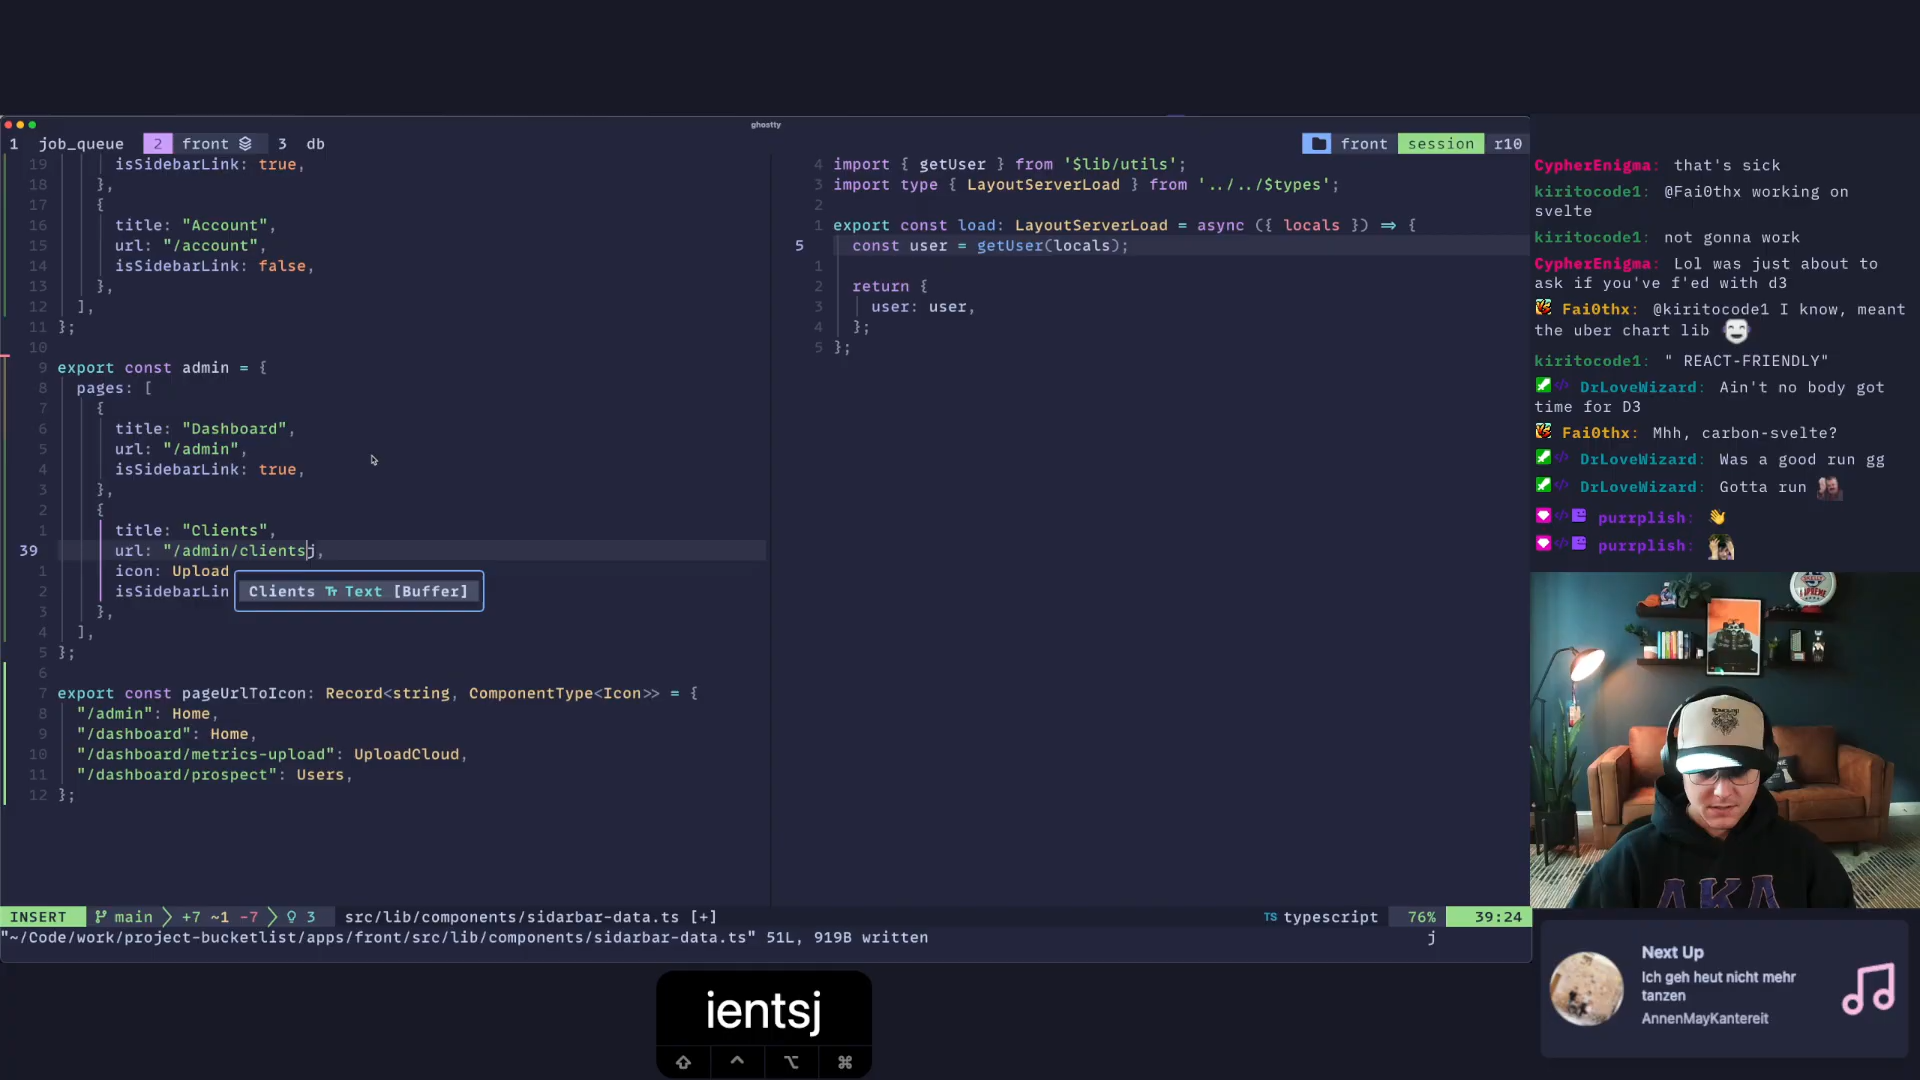 ghostty
1 job_queue 2 front 3 db
front session r10
19 isSidebarLink: true,
18 },
17 {
16 title: "Account",
15 url: "/account",
14 isSidebarLink: false,
13 },
12 ],
11 };
10
9 export const admin = {
8 pages: [
7 {
6 title: "Dashboard",
5 url: "/admin",
4 isSidebarLink: true,
3 },
2 {
1 title: "Clients",
39 url: "/admin/clientsj,
1 icon: Upload
2 isSidebarLin
Clients Text [Buffer]
3 },
4 ],
5 };
6
7 export const pageUrlToIcon: Record<string, ComponentType<Icon>> = {
8 "/admin": Home,
9 "/dashboard": Home,
10 "/dashboard/metrics-upload": UploadCloud,
11 "/dashboard/prospect": Users,
12 };
4 import { getUser } from '$lib/utils';
3 import type { LayoutServerLoad } from '../../$types';
2
1 export const load: LayoutServerLoad = async ({ locals }) ⇒ {
5 const user = getUser(locals);
1
2 return {
3 user: user,
4 };
5 };
INSERT main +7 ~1 -7 3 src/lib/components/sidarbar-data.ts [+] TS typescript 76% 39:24
"~/Code/work/project-bucketlist/apps/front/src/lib/components/sidarbar-data.ts" 51L, 919B written j
ientsj
⇧ ^ ⌥ ⌘
CypherEnigma: that's sick
kiritocode1: @Fai0thx working on
svelte
kiritocode1: not gonna work
CypherEnigma: Lol was just about to
ask if you've f'ed with d3
Fai0thx: @kiritocode1 I know, meant
the uber chart lib
kiritocode1: " REACT-FRIENDLY"
DrLoveWizard: Ain't no body got
time for D3
Fai0thx: Mhh, carbon-svelte?
DrLoveWizard: Was a good run gg
DrLoveWizard: Gotta run
purrplish: 👋
purrplish:
ΑΚΑ
Next Up
Ich geh heut nicht mehr
tanzen
AnnenMayKantereit